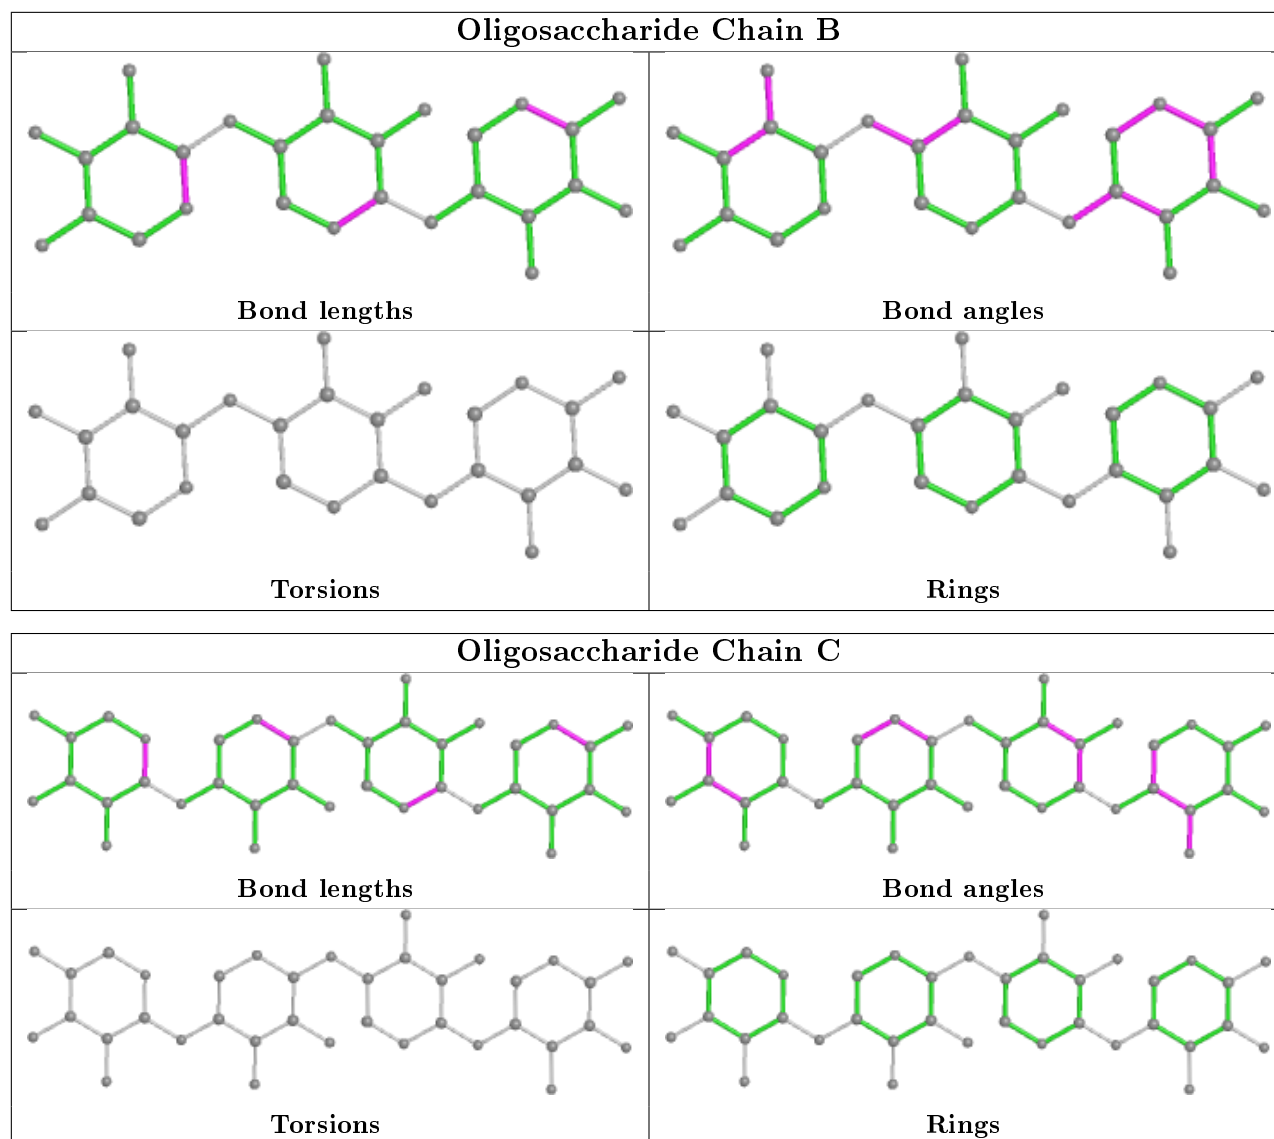 Oligosaccharide Chain B
Bond lengths
Bond angles
Torsions
Rings
Oligosaccharide Chain C
Bond lengths
Bond angles
Torsions
Rings